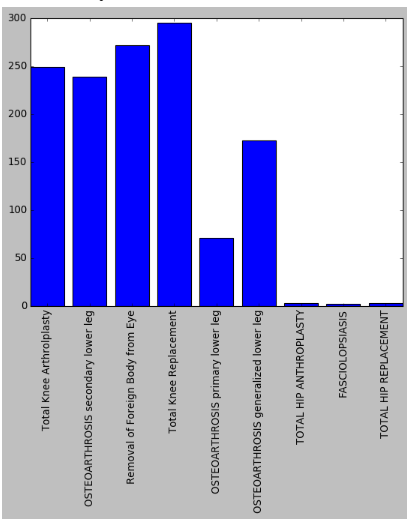 300
250
200
150
100
50
0
Total Knee Arthrolplasty
OSTEOARTHROSIS secondary lower leg
Removal of Foreign Body from Eye
Total Knee Replacement
OSTEOARTHROSIS primary lower leg
OSTEOARTHROSIS generalized lower leg
TOTAL HIP ANTHROPLASTY
FASCIOLOPSIASIS
TOTAL HIP REPLACEMENT